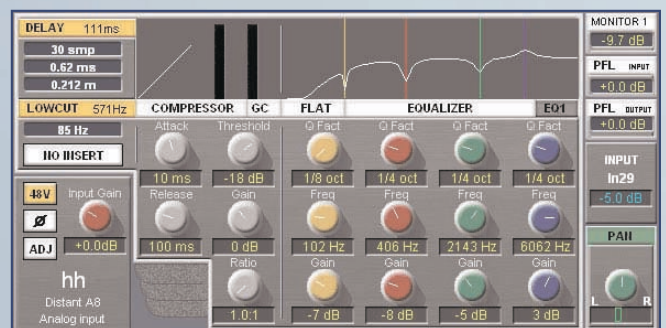 DELAY 111ms
30 smp
0.62 ms
0.212 m
LOWCUT 571Hz
85 Hz
NO INSERT
48V
Ø
ADJ
Input Gain
+0.0dB
hh
Distant A8
Analog input
COMPRESSOR GC FLAT EQUALIZER EQ1
Attack Threshold Q Fact Q Fact Q Fact Q Fact
10 ms -18 dB 1/8 oct 1/4 oct 1/4 oct 1/4 oct
Release Gain Freq Freq Freq Freq
100 ms 0 dB 102 Hz 406 Hz 2143 Hz 6062 Hz
Ratio Gain Gain Gain Gain
1.0:1 -7 dB -8 dB -5 dB 3 dB
MONITOR 1
-9.7 dB
PFL INPUT
+0.0 dB
PFL OUTPUT
+0.0 dB
INPUT
In29
-5.0 dB
PAN
L R